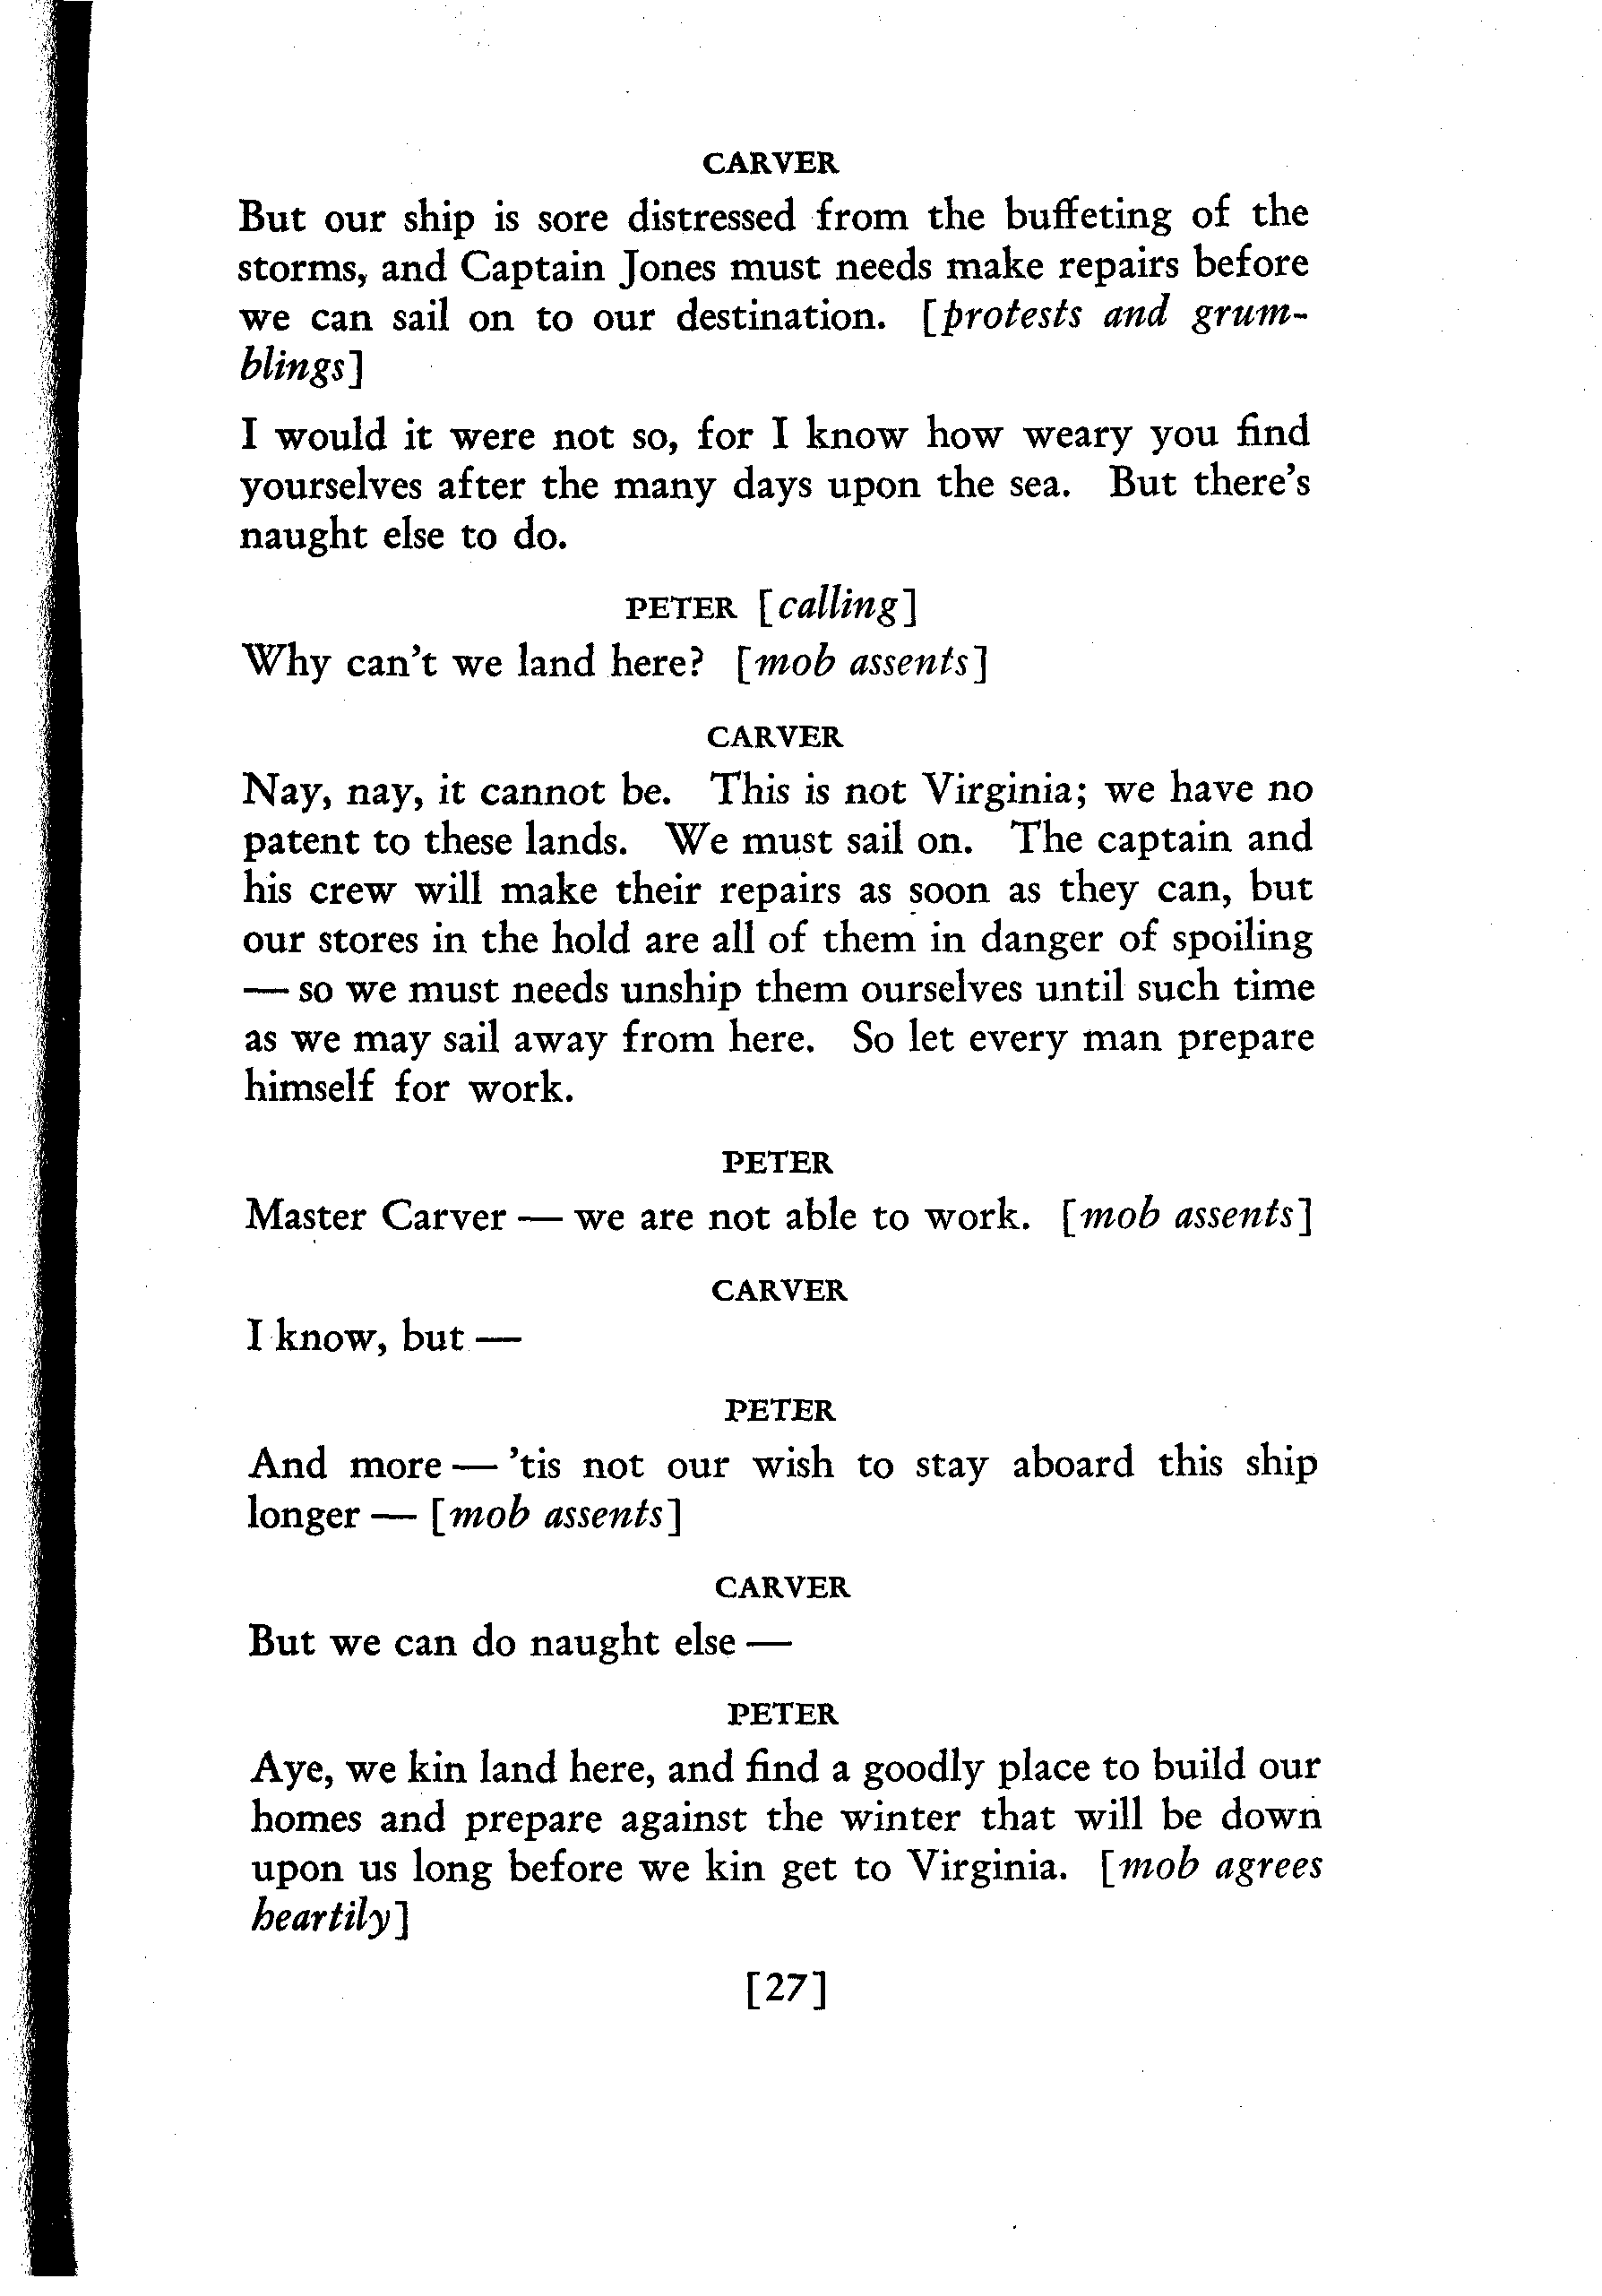 CARVER
But our ship is sore distressed from the buffeting of the
storms, and Captain Jones must needs make repairs before
we can sail on to our destination. [protests and grum-
blings]
I would it were not so, for I know how weary you find
yourselves after the many days upon the sea. But there's
naught else to do.
PETER [calling]
Why can't we land here? [mob assents]
CARVER
Nay, nay, it cannot be. This is not Virginia; we have no
patent to these lands. We must sail on. The captain and
his crew will make their repairs as soon as they can, but
our stores in the hold are all of them in danger of spoiling
— so we must needs unship them ourselves until such time
as we may sail away from here. So let every man prepare
himself for work.
PETER
Master Carver — we are not able to work. [mob assents]
CARVER
I know, but —
PETER
And more — 'tis not our wish to stay aboard this ship
longer — [mob assents]
CARVER
But we can do naught else —
PETER
Aye, we kin land here, and find a goodly place to build our
homes and prepare against the winter that will be down
upon us long before we kin get to Virginia. [mob agrees
heartily]
[27]